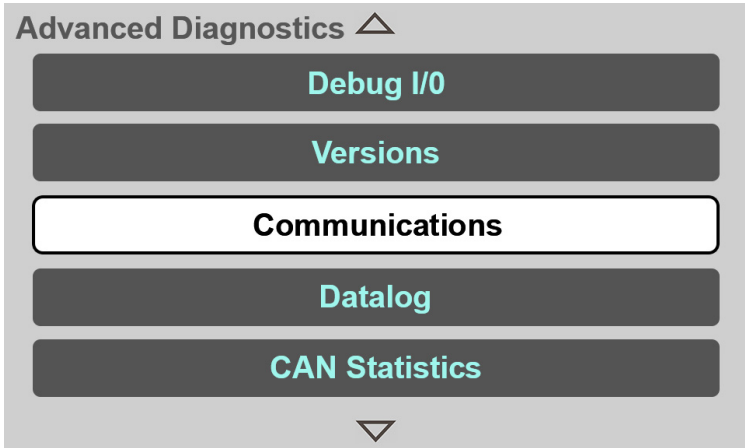 Advanced Diagnostics
Debug I/0
Versions
Communications
Datalog
CAN Statistics